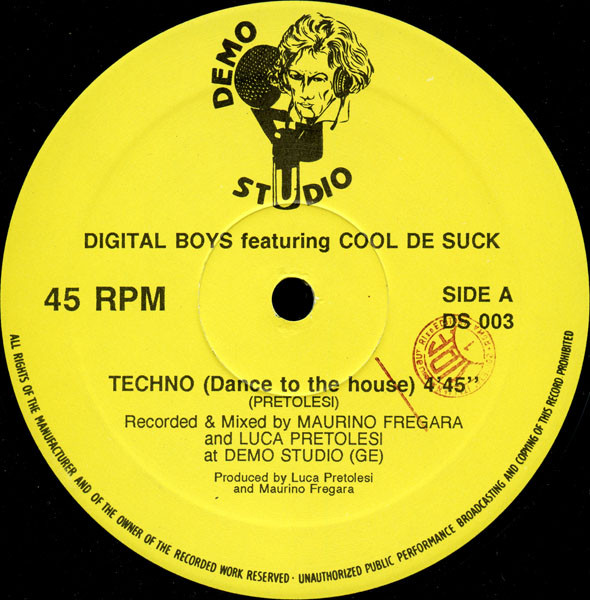 DEMO
STUDIO
DIGITAL BOYS featuring COOL DE SUCK
45 RPM
SIDE A
DS 003
TECHNO (Dance to the house) 4'45"
(PRETOLESI)
Recorded & Mixed by MAURINO FREGARA
and LUCA PRETOLESI
at DEMO STUDIO (GE)
Produced by Luca Pretolesi
and Maurino Fregara
ALL RIGHTS OF THE MANUFACTURER AND OF THE OWNER OF THE RECORDED WORK RESERVED · UNAUTHORIZED PUBLIC PERFORMANCE BROADCASTING AND COPYING OF THIS RECORD PROHIBITED